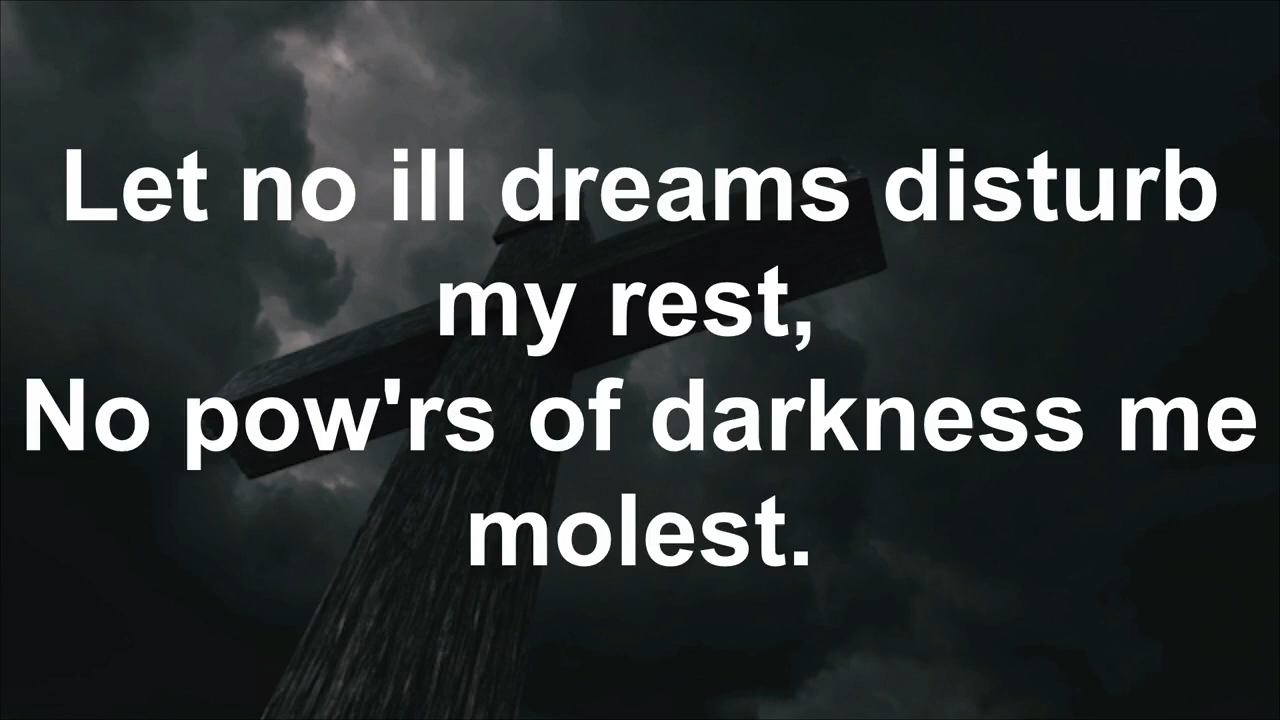 Let no ill dreams disturb
my rest,
No pow'rs of darkness me
molest.